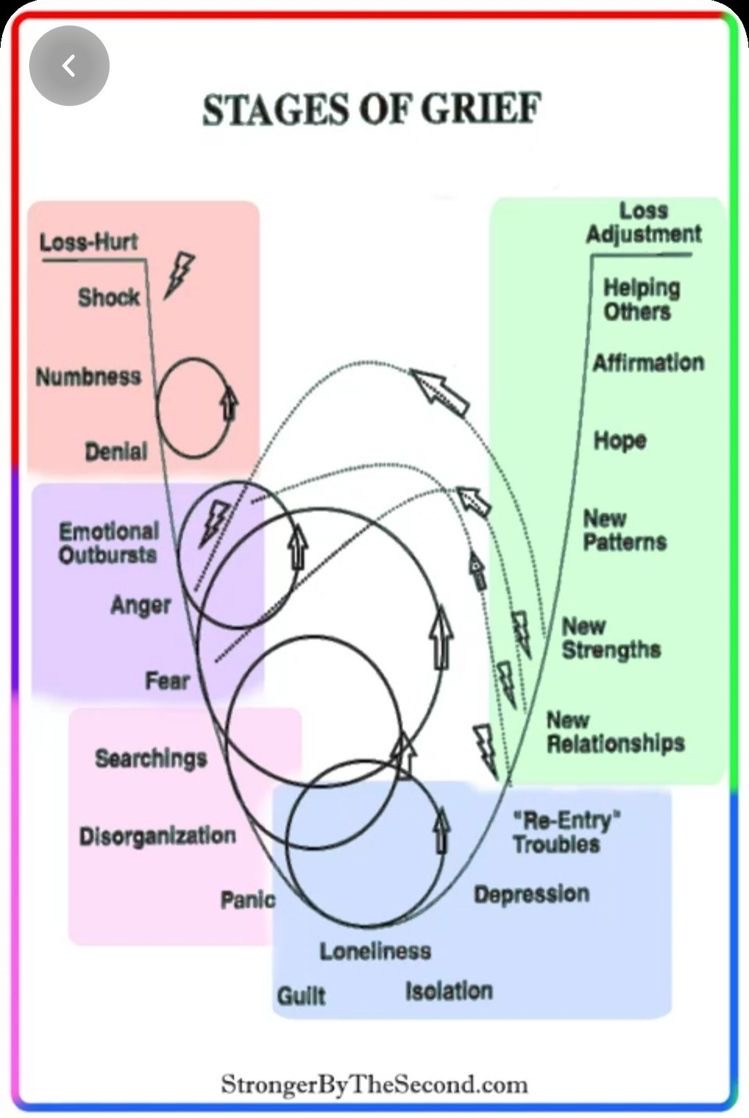 STAGES OF GRIEF
Loss-Hurt
Shock
Numbness
Denial
Emotional
Outbursts
Anger
Fear
Searchings
Disorganization
Panic
Loneliness
Guilt
Isolation
Depression
"Re-Entry"
Troubles
New
Relationships
New
Strengths
New
Patterns
Hope
Affirmation
Helping
Others
Loss
Adjustment
StrongerByTheSecond.com